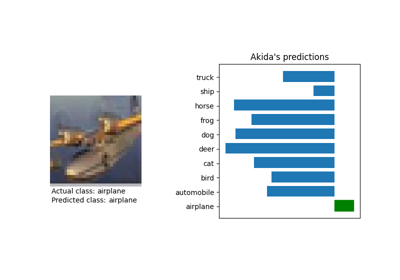 Akida's predictions
truck
ship
horse
frog
dog
deer
cat
bird
automobile
airplane
Actual class: airplane
Predicted class: airplane